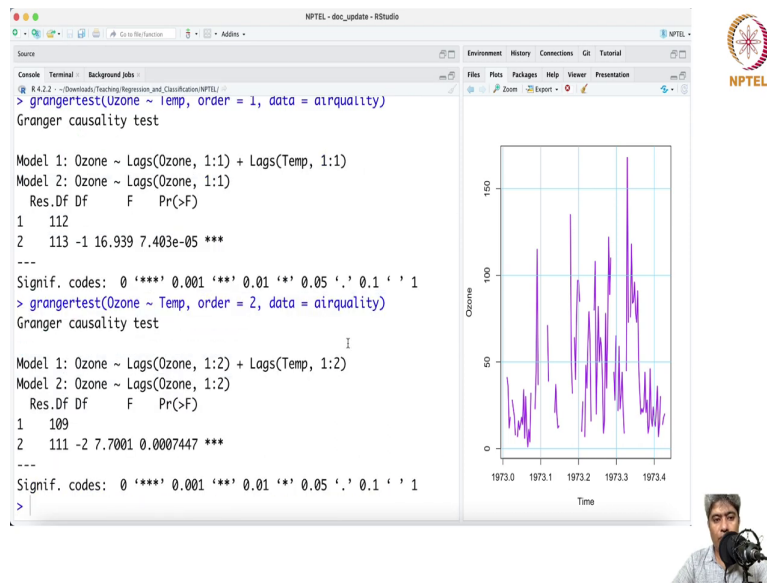 NPTEL - doc_update - RStudio
Go to file/function
Addins
NPTEL
Source
Console Terminal Background Jobs
R 4.2.2 · ~/Downloads/Teaching/Regression_and_Classification/NPTEL/
> grangertest(Ozone ~ Temp, order = 1, data = airquality)
Granger causality test
Model 1: Ozone ~ Lags(Ozone, 1:1) + Lags(Temp, 1:1)
Model 2: Ozone ~ Lags(Ozone, 1:1)
Res.Df Df F Pr(>F)
1 112
2 113 -1 16.939 7.403e-05 ***
---
Signif. codes: 0 ‘***’ 0.001 ‘**’ 0.01 ‘*’ 0.05 ‘.’ 0.1 ‘ ’ 1
> grangertest(Ozone ~ Temp, order = 2, data = airquality)
Granger causality test
Model 1: Ozone ~ Lags(Ozone, 1:2) + Lags(Temp, 1:2)
Model 2: Ozone ~ Lags(Ozone, 1:2)
Res.Df Df F Pr(>F)
1 109
2 111 -2 7.7001 0.0007447 ***
---
Signif. codes: 0 ‘***’ 0.001 ‘**’ 0.01 ‘*’ 0.05 ‘.’ 0.1 ‘ ’ 1
>
Environment History Connections Git Tutorial
Files Plots Packages Help Viewer Presentation
Zoom Export
150
100
50
0
Ozone
1973.0 1973.1 1973.2 1973.3 1973.4
Time
NPTEL